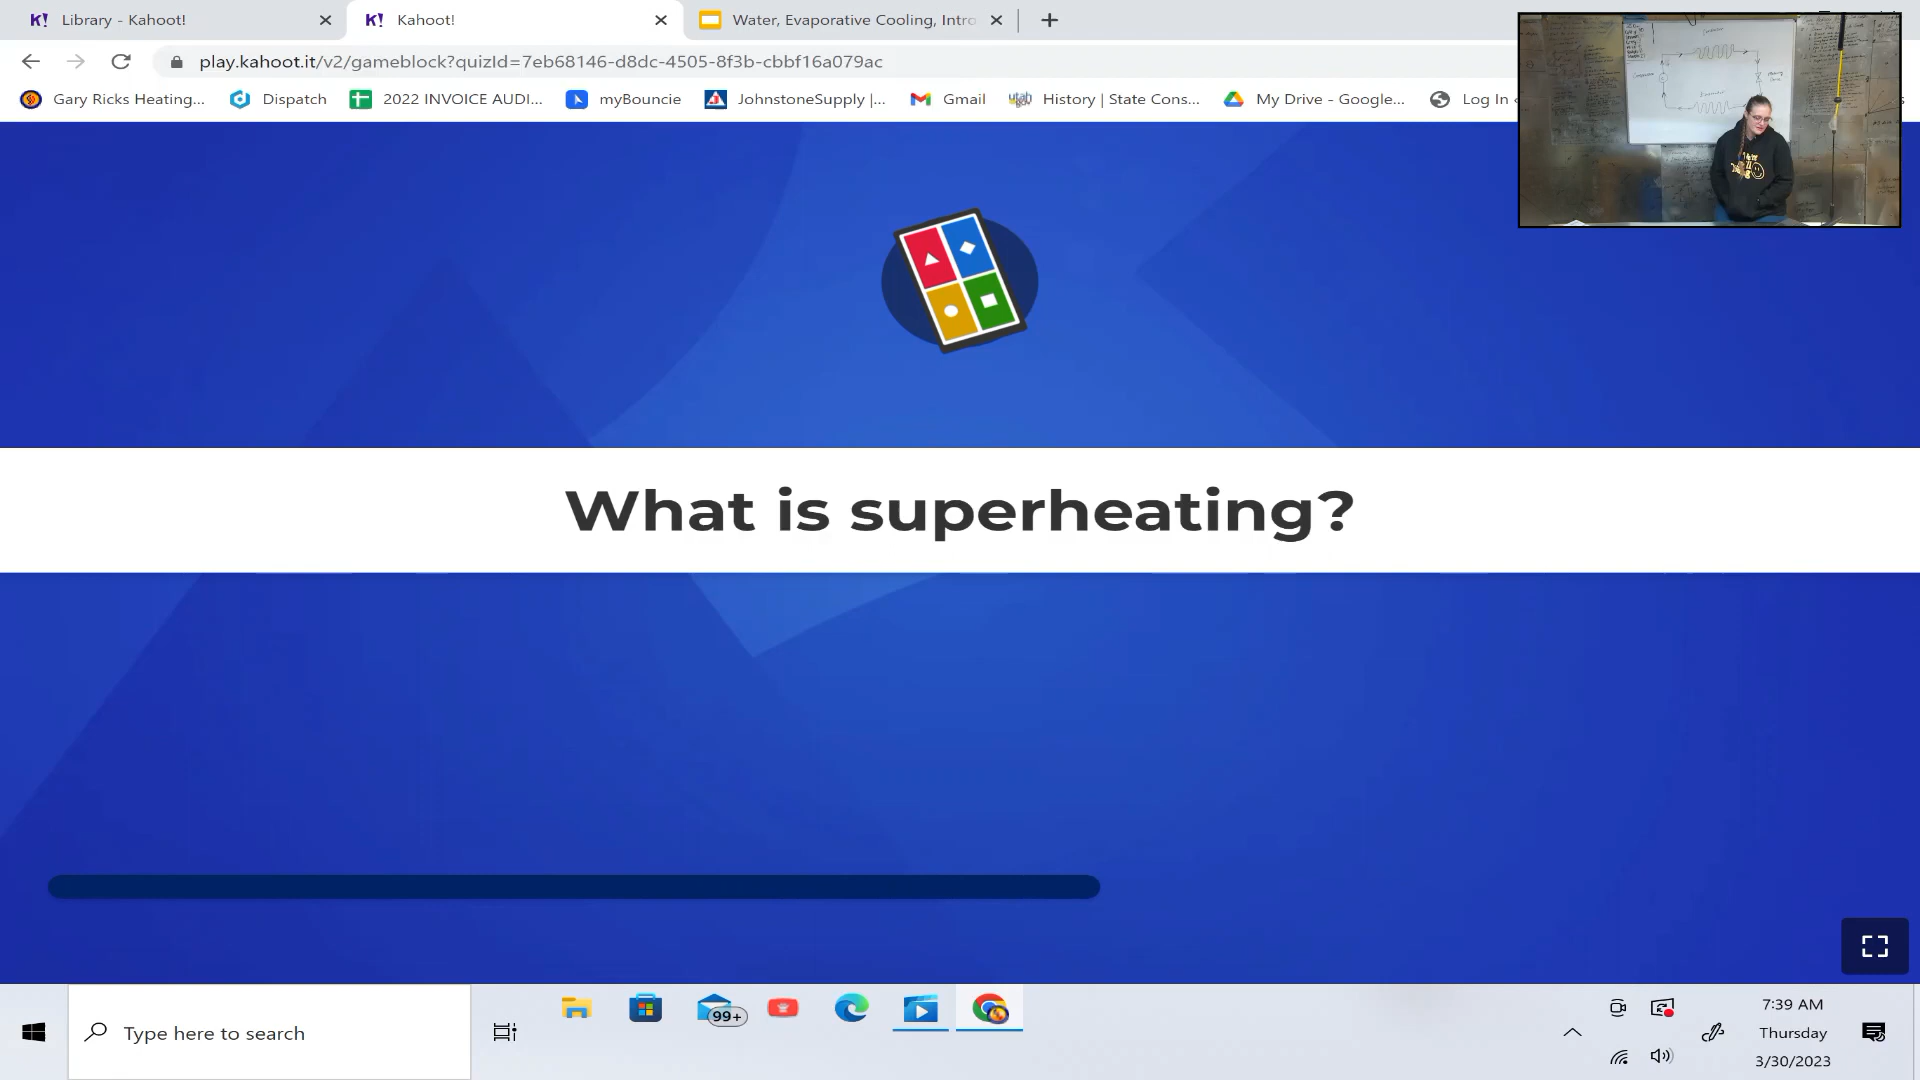 Library - Kahoot!
Kahoot!
Water, Evaporative Cooling, Intro
play.kahoot.it/v2/gameblock?quizId=7eb68146-d8dc-4505-8f3b-cbbf16a079ac
Gary Ricks Heating...
Dispatch
2022 INVOICE AUDI...
myBouncie
JohnstoneSupply |...
Gmail
History | State Cons...
My Drive - Google...
Log In
What is superheating?
Type here to search
99+
7:39 AM
Thursday
3/30/2023